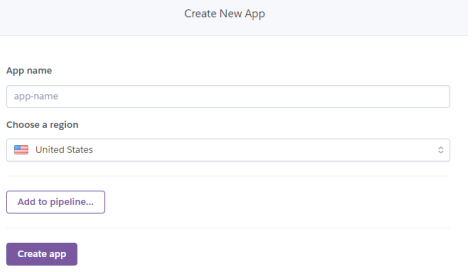 Create New App
App name
app-name
Choose a region
United States
Add to pipeline...
Create app